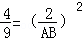 4/9 = (2/AB)²